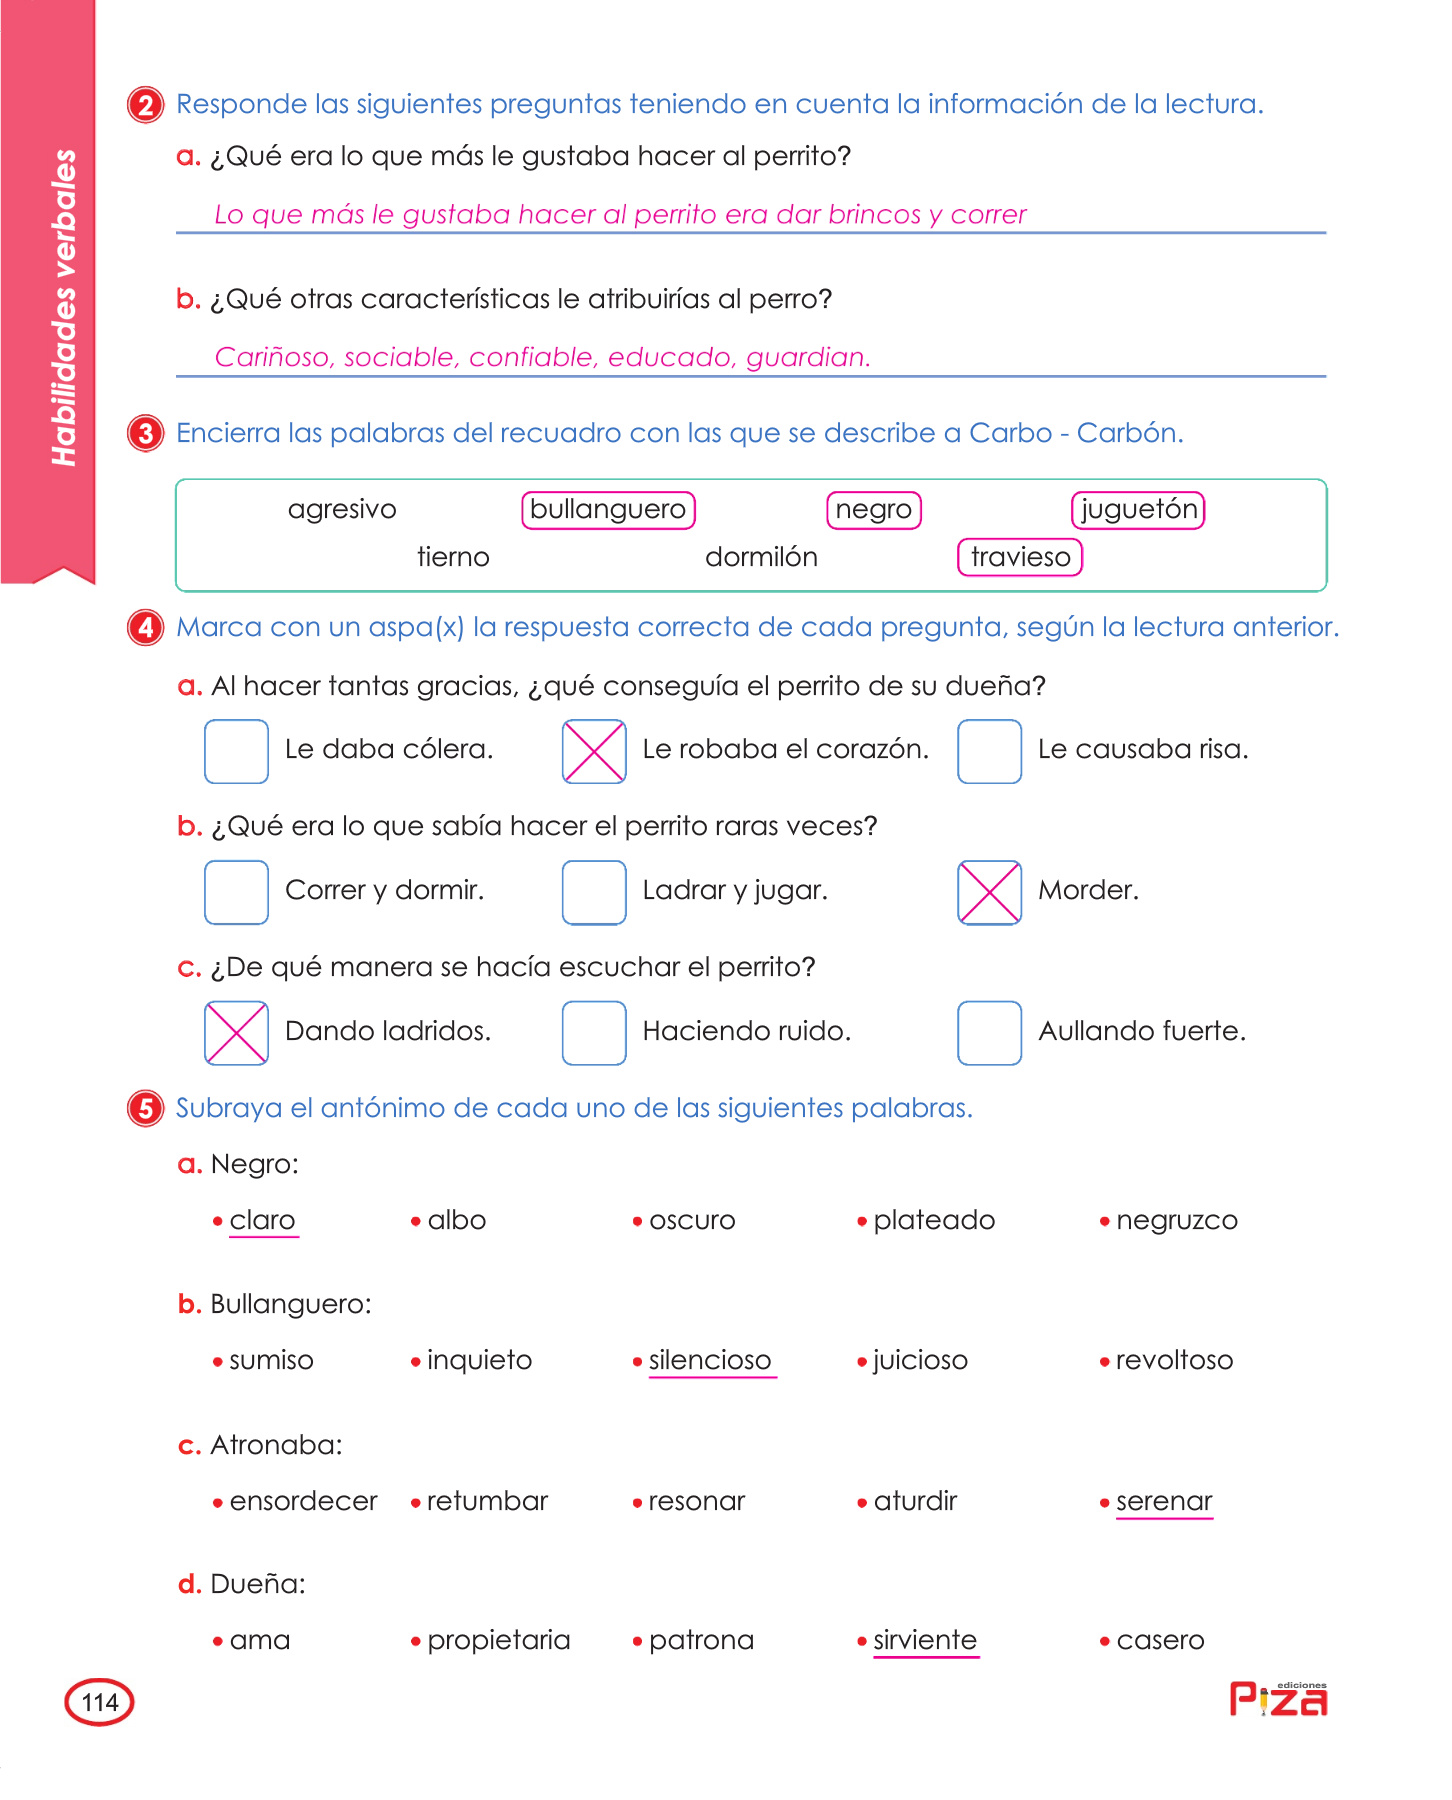 Habilidades verbales
2 Responde las siguientes preguntas teniendo en cuenta la información de la lectura.
a. ¿Qué era lo que más le gustaba hacer al perrito?
Lo que más le gustaba hacer al perrito era dar brincos y correr
b. ¿Qué otras características le atribuirías al perro?
Cariñoso, sociable, confiable, educado, guardian.
3 Encierra las palabras del recuadro con las que se describe a Carbo - Carbón.
agresivo bullanguero negro juguetón
tierno dormilón travieso
4 Marca con un aspa(x) la respuesta correcta de cada pregunta, según la lectura anterior.
a. Al hacer tantas gracias, ¿qué conseguía el perrito de su dueña?
Le daba cólera. Le robaba el corazón. Le causaba risa.
b. ¿Qué era lo que sabía hacer el perrito raras veces?
Correr y dormir. Ladrar y jugar. Morder.
c. ¿De qué manera se hacía escuchar el perrito?
Dando ladridos. Haciendo ruido. Aullando fuerte.
5 Subraya el antónimo de cada uno de las siguientes palabras.
a. Negro:
• claro • albo • oscuro • plateado • negruzco
b. Bullanguero:
• sumiso • inquieto • silencioso • juicioso • revoltoso
c. Atronaba:
• ensordecer • retumbar • resonar • aturdir • serenar
d. Dueña:
• ama • propietaria • patrona • sirviente • casero
114
ediciones
Piza